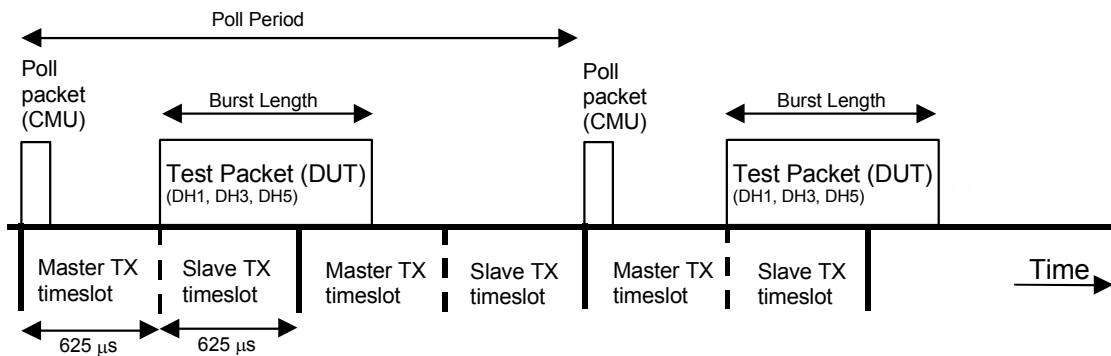 Poll Period
Poll
packet
(CMU)
Burst Length
Test Packet (DUT)
(DH1, DH3, DH5)
Poll
packet
(CMU)
Burst Length
Test Packet (DUT)
(DH1, DH3, DH5)
Master TX
timeslot
Slave TX
timeslot
Master TX
timeslot
Slave TX
timeslot
Master TX
timeslot
Slave TX
timeslot
Time
625 μs
625 μs